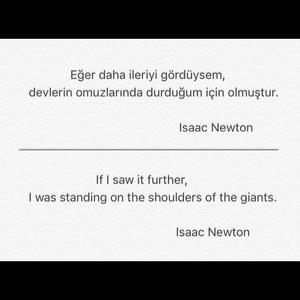 Eğer daha ileriyi gördüysem,
devlerin omuzlarında durduğum için olmuştur.
Isaac Newton
If I saw it further,
I was standing on the shoulders of the giants.
Isaac Newton